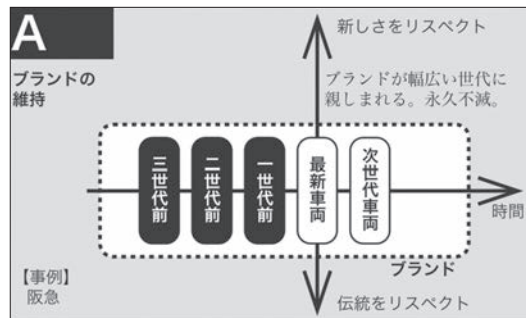 A
新しさをリスペクト
ブランドの
維持
ブランドが幅広い世代に
親しまれる。永久不滅。
三世代前
二世代前
一世代前
最新車両
次世代車両
時間
ブランド
【事例】
阪急
伝統をリスペクト